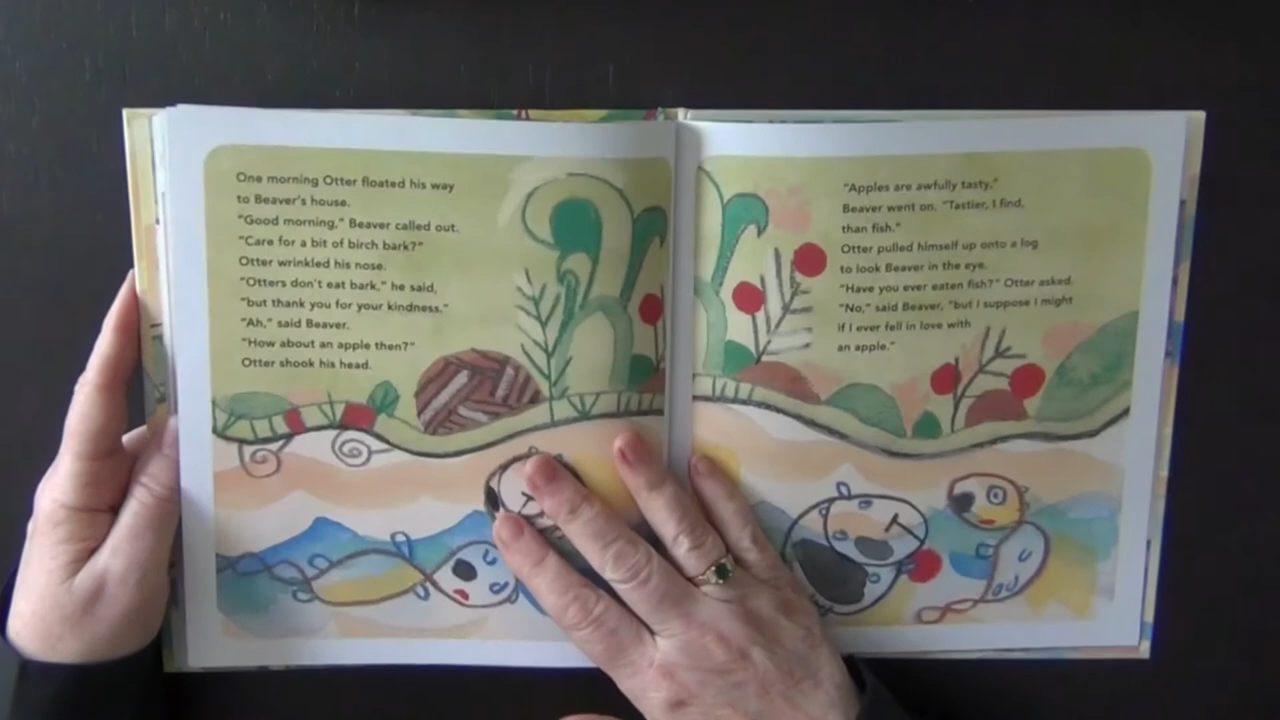 One morning Otter floated his way
to Beaver's house.
"Good morning," Beaver called out.
"Care for a bit of birch bark?"
Otter wrinkled his nose.
"Otters don't eat bark," he said,
"but thank you for your kindness."
"Ah," said Beaver.
"How about an apple then?"
Otter shook his head.
"Apples are awfully tasty,"
Beaver went on. "Tastier, I find,
than fish."
Otter pulled himself up onto a log
to look Beaver in the eye.
"Have you ever eaten fish?" Otter asked.
"No," said Beaver, "but I suppose I might
if I ever fell in love with
an apple."